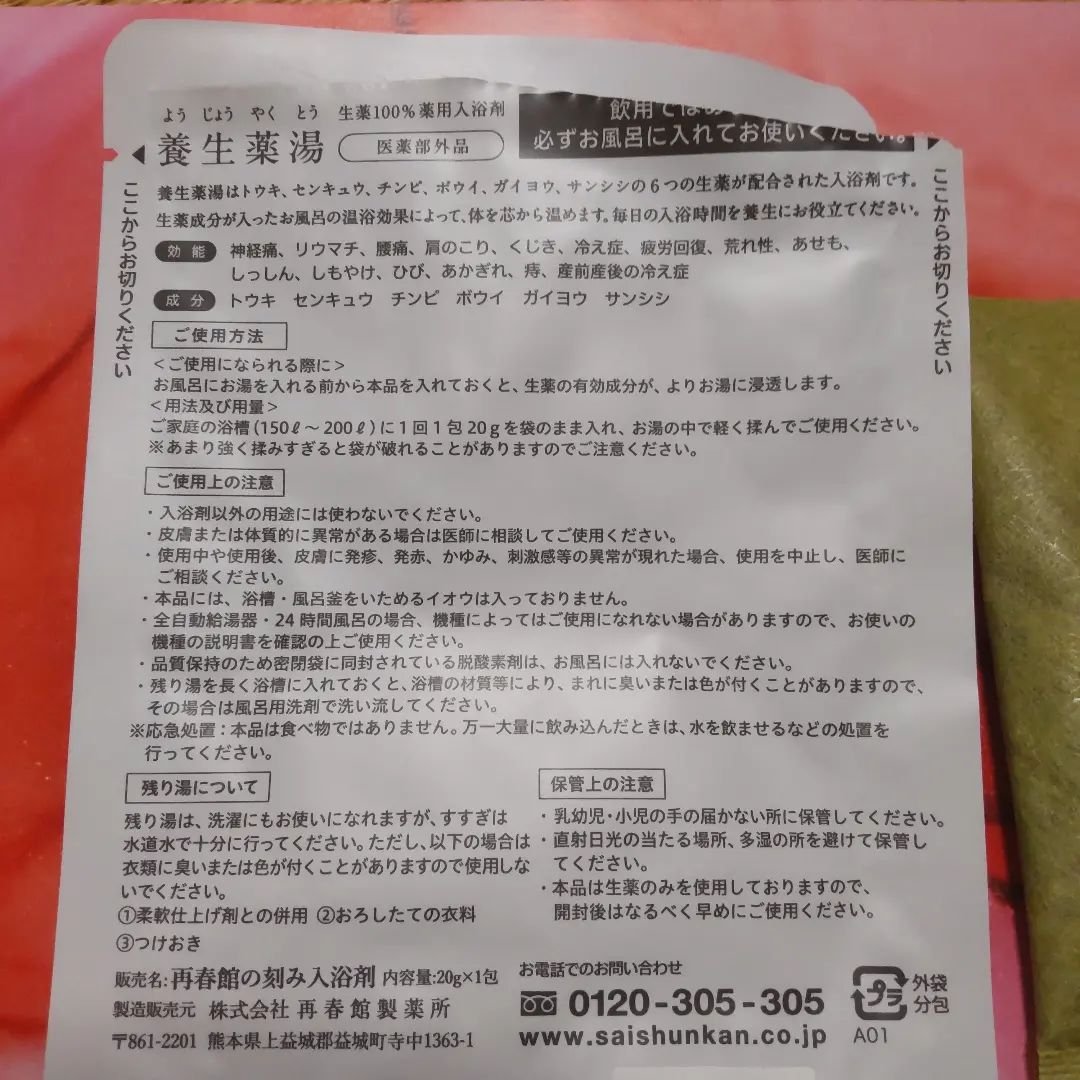 よう じょう やく とう
養生薬湯
生薬100%薬用入浴剤
医薬部外品
飲用では
必ずお風呂に入れてお使いください。
ここからお切りください
ここからお切りください
養生薬湯はトウキ、センキュウ、チンピ、ボウイ、ガイヨウ、サンシシの6つの生薬が配合された入浴剤です。
生薬成分が入ったお風呂の温浴効果によって、体を芯から温めます。毎日の入浴時間を養生にお役立てください。
効能 神経痛、リウマチ、腰痛、肩のこり、くじき、冷え症、疲労回復、荒れ性、あせも、
しっしん、しもやけ、ひび、あかぎれ、痔、産前産後の冷え症
成分 トウキ センキュウ チンピ ボウイ ガイヨウ サンシシ
ご使用方法
<ご使用になられる際に>
お風呂にお湯を入れる前から本品を入れておくと、生薬の有効成分が、よりお湯に浸透します。
<用法及び用量>
ご家庭の浴槽(150ℓ～200ℓ)に1回1包20gを袋のまま入れ、お湯の中で軽く揉んでご使用ください。
※あまり強く揉みすぎると袋が破れることがありますのでご注意ください。
ご使用上の注意
・入浴剤以外の用途には使わないでください。
・皮膚または体質的に異常がある場合は医師に相談してご使用ください。
・使用中や使用後、皮膚に発疹、発赤、かゆみ、刺激感等の異常が現れた場合、使用を中止し、医師に
ご相談ください。
・本品には、浴槽・風呂釜をいためるイオウは入っておりません。
・全自動給湯器・24時間風呂の場合、機種によってはご使用になれない場合がありますので、お使いの
機種の説明書を確認の上ご使用ください。
・品質保持のため密閉袋に同封されている脱酸素剤は、お風呂には入れないでください。
・残り湯を長く浴槽に入れておくと、浴槽の材質等により、まれに臭いまたは色が付くことがありますので、
その場合は風呂用洗剤で洗い流してください。
※応急処置：本品は食べ物ではありません。万一大量に飲み込んだときは、水を飲ませるなどの処置を
行ってください。
残り湯について
残り湯は、洗濯にもお使いになれますが、すすぎは
水道水で十分に行ってください。ただし、以下の場合は
衣類に臭いまたは色が付くことがありますので使用しな
いでください。
①柔軟仕上げ剤との併用 ②おろしたての衣料
③つけおき
保管上の注意
・乳幼児・小児の手の届かない所に保管してください。
・直射日光の当たる場所、多湿の所を避けて保管し
てください。
・本品は生薬のみを使用しておりますので、
開封後はなるべく早めにご使用ください。
販売名:再春館の刻み入浴剤 内容量:20g×1包
製造販売元 株式会社 再春館製薬所
〒861-2201 熊本県上益城郡益城町寺中1363-1
お電話でのお問い合わせ
0120-305-305
www.saishunkan.co.jp
プラ
外袋
分包
A01